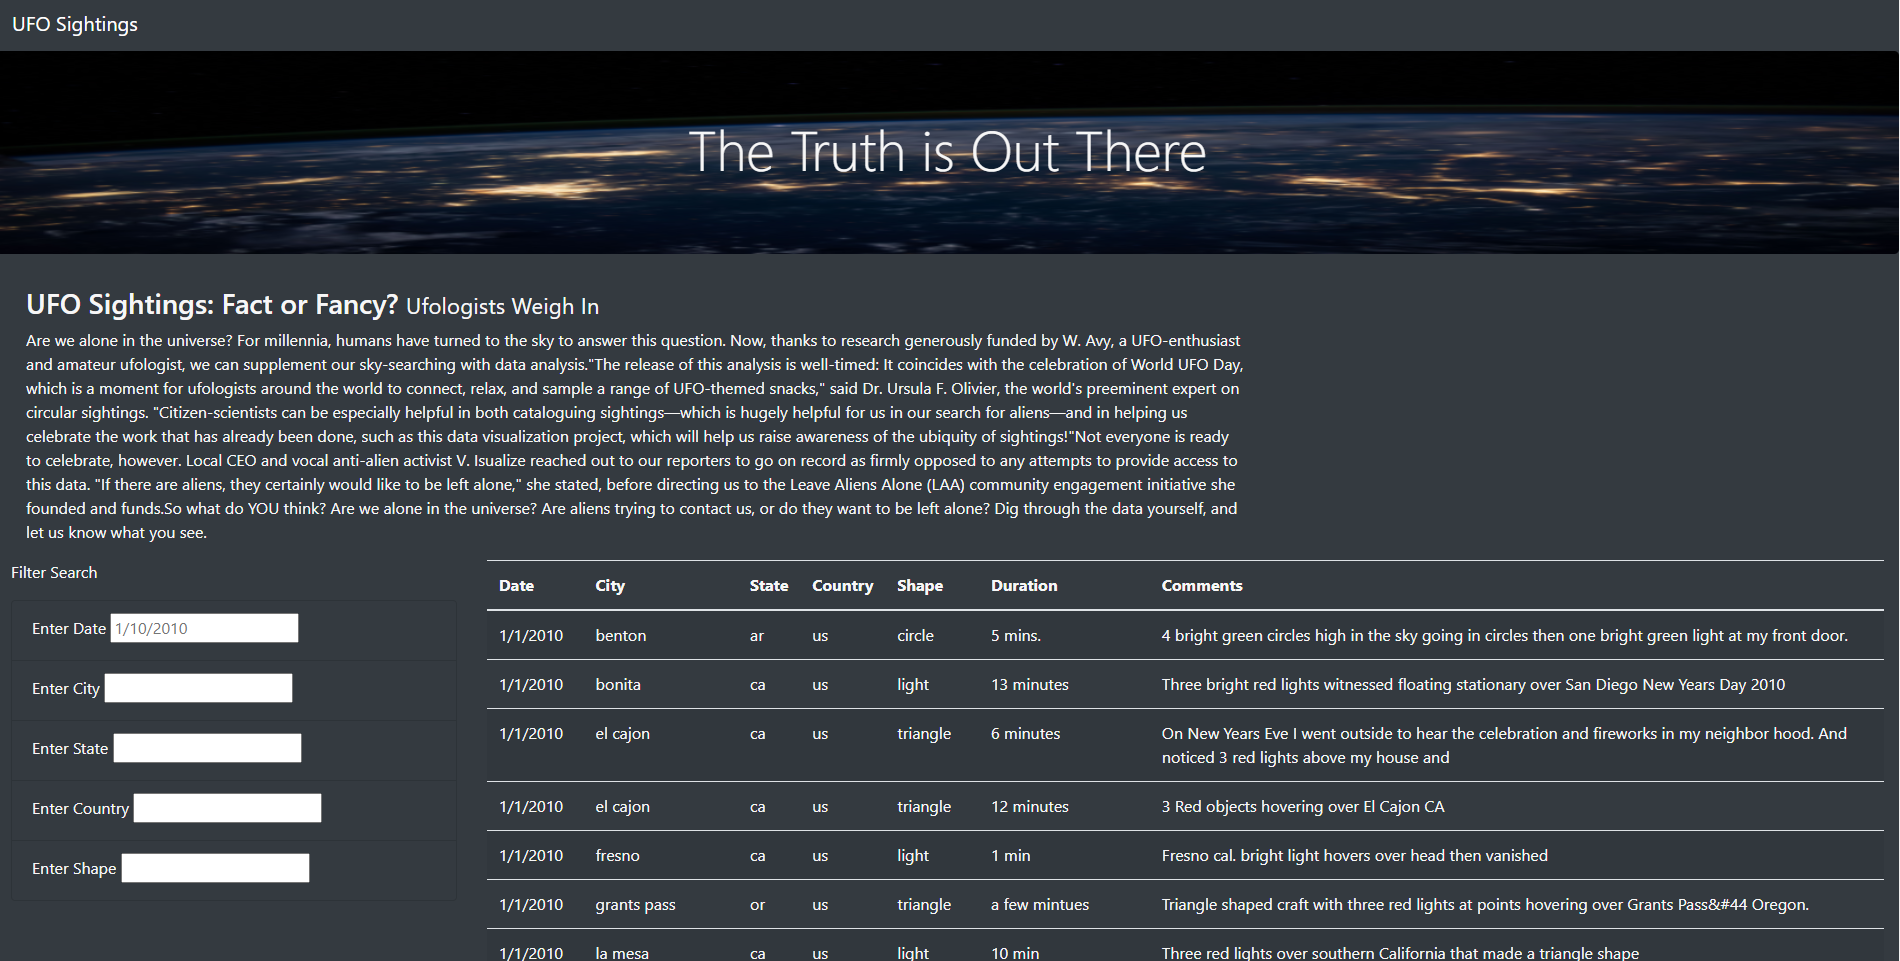 UFO Sightings
The Truth is Out There
UFO Sightings: Fact or Fancy? Ufologists Weigh In
Are we alone in the universe? For millennia, humans have turned to the sky to answer this question. Now, thanks to research generously funded by W. Avy, a UFO-enthusiast
and amateur ufologist, we can supplement our sky-searching with data analysis."The release of this analysis is well-timed: It coincides with the celebration of World UFO Day,
which is a moment for ufologists around the world to connect, relax, and sample a range of UFO-themed snacks," said Dr. Ursula F. Olivier, the world's preeminent expert on
circular sightings. "Citizen-scientists can be especially helpful in both cataloguing sightings—which is hugely helpful for us in our search for aliens—and in helping us
celebrate the work that has already been done, such as this data visualization project, which will help us raise awareness of the ubiquity of sightings!"Not everyone is ready
to celebrate, however. Local CEO and vocal anti-alien activist V. Isualize reached out to our reporters to go on record as firmly opposed to any attempts to provide access to
this data. "If there are aliens, they certainly would like to be left alone," she stated, before directing us to the Leave Aliens Alone (LAA) community engagement initiative she
founded and funds.So what do YOU think? Are we alone in the universe? Are aliens trying to contact us, or do they want to be left alone? Dig through the data yourself, and
let us know what you see.
Filter Search
Enter Date 1/10/2010
Enter City
Enter State
Enter Country
Enter Shape
Date City State Country Shape Duration Comments
1/1/2010 benton ar us circle 5 mins. 4 bright green circles high in the sky going in circles then one bright green light at my front door.
1/1/2010 bonita ca us light 13 minutes Three bright red lights witnessed floating stationary over San Diego New Years Day 2010
1/1/2010 el cajon ca us triangle 6 minutes On New Years Eve I went outside to hear the celebration and fireworks in my neighbor hood. And
noticed 3 red lights above my house and
1/1/2010 el cajon ca us triangle 12 minutes 3 Red objects hovering over El Cajon CA
1/1/2010 fresno ca us light 1 min Fresno cal. bright light hovers over head then vanished
1/1/2010 grants pass or us triangle a few mintues Triangle shaped craft with three red lights at points hovering over Grants Pass&#44 Oregon.
1/1/2010 la mesa ca us light 10 min Three red lights over southern California that made a triangle shape